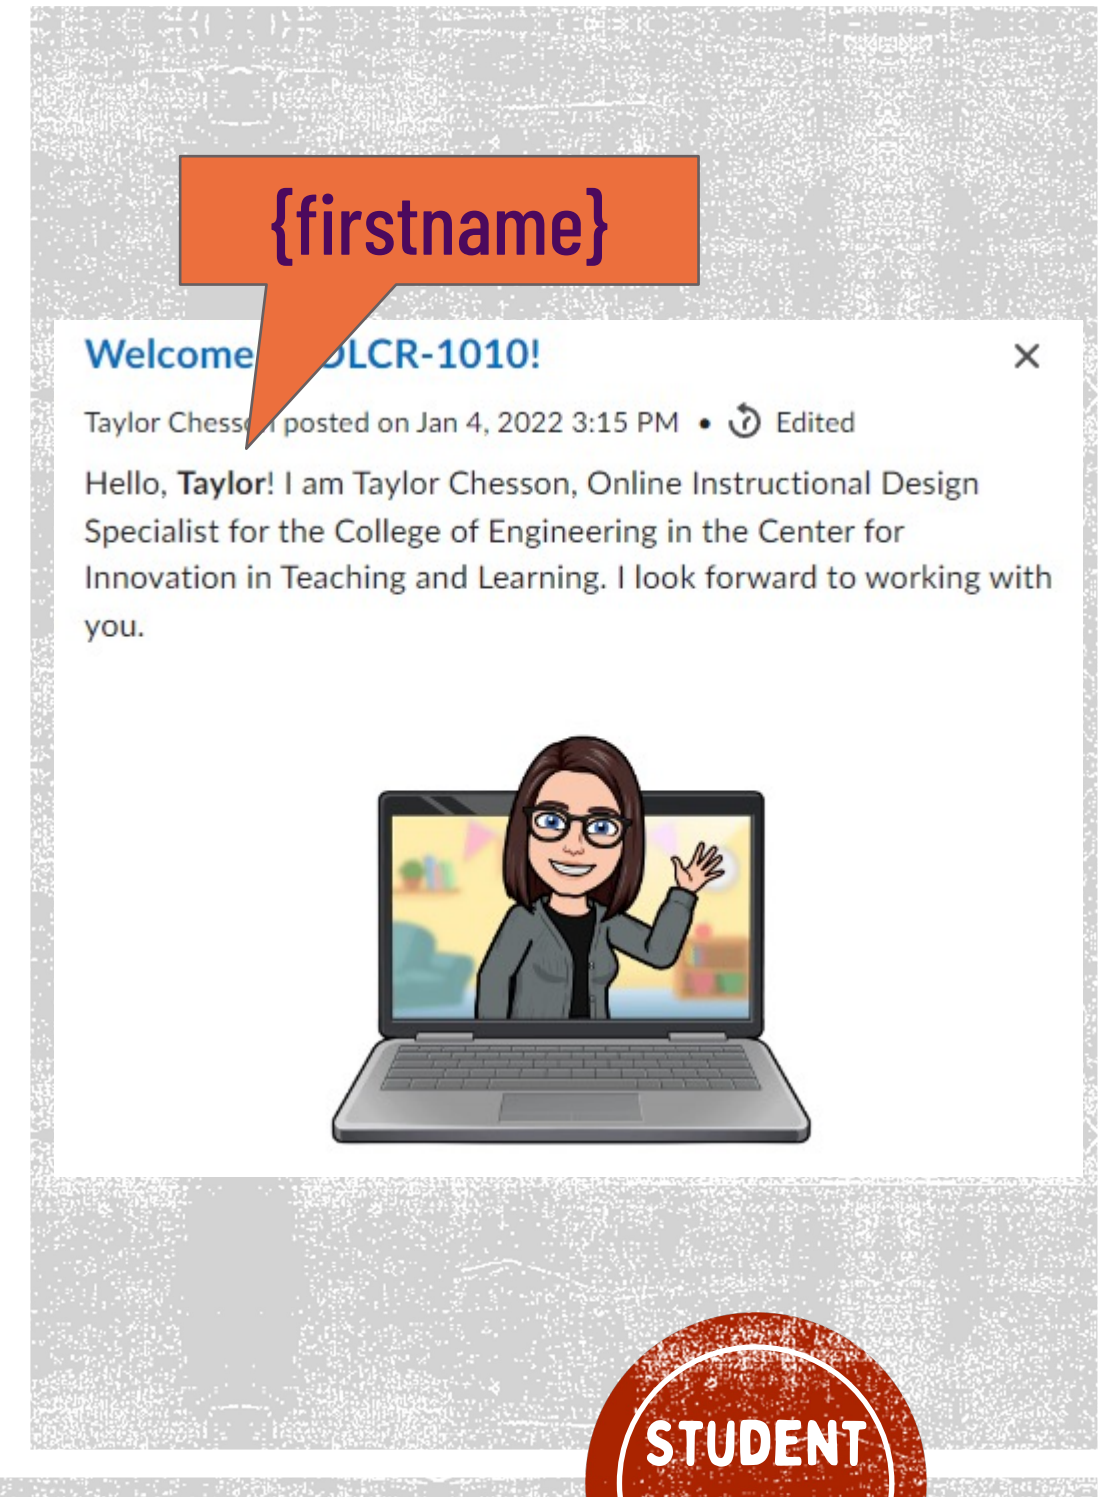 {firstname}
Welcome DLCR-1010!
Taylor Chesson posted on Jan 4, 2022 3:15 PM • Edited
Hello, Taylor! I am Taylor Chesson, Online Instructional Design
Specialist for the College of Engineering in the Center for
Innovation in Teaching and Learning. I look forward to working with
you.
STUDENT